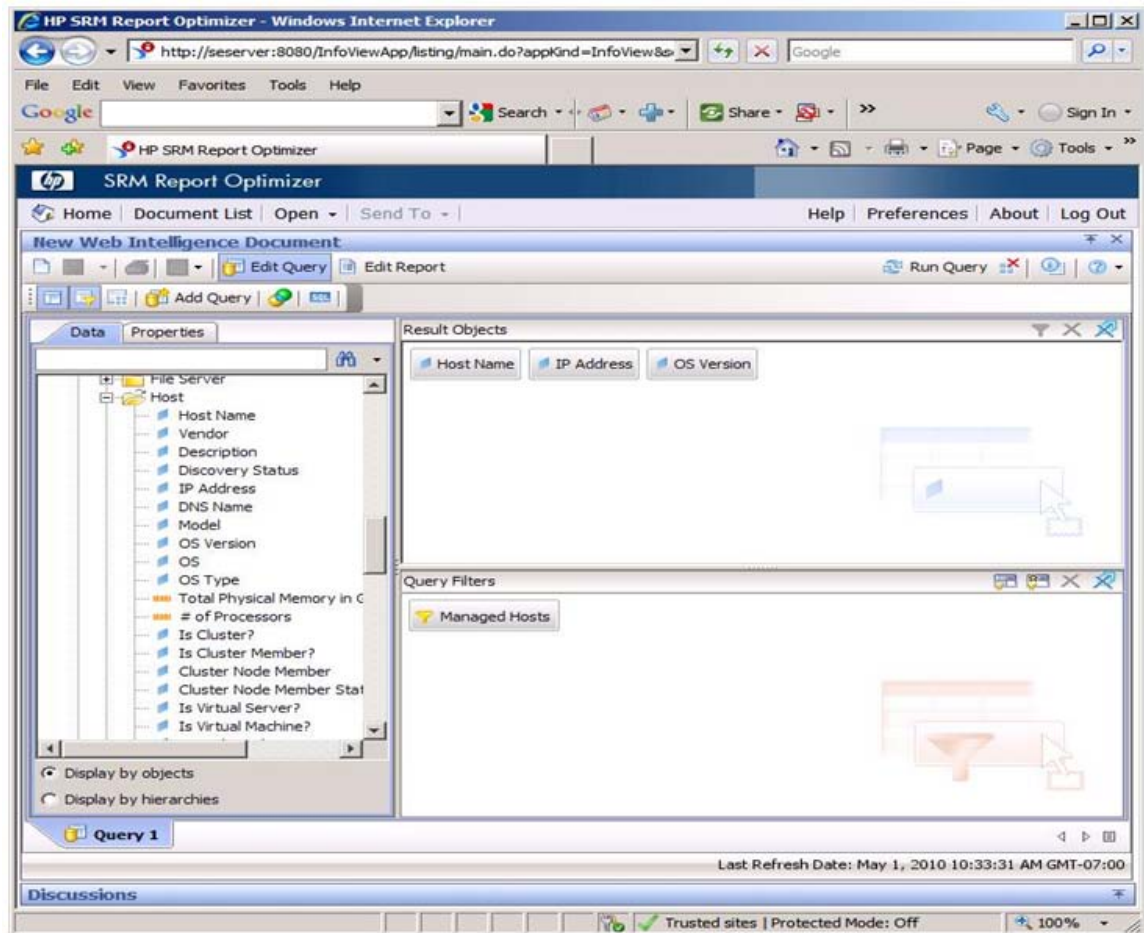 HP SRM Report Optimizer - Windows Internet Explorer
http://seserver:8080/InfoViewApp/listing/main.do?appKind=InfoView&s
Google
File Edit View Favorites Tools Help
Google Search Share » Sign In
HP SRM Report Optimizer Page Tools »
hp SRM Report Optimizer
Home Document List Open Send To Help Preferences About Log Out
New Web Intelligence Document
Edit Query Edit Report Run Query
Add Query SQL
Data Properties
File Server
Host
Host Name
Vendor
Description
Discovery Status
IP Address
DNS Name
Model
OS Version
OS
OS Type
Total Physical Memory in G
# of Processors
Is Cluster?
Is Cluster Member?
Cluster Node Member
Cluster Node Member Stat
Is Virtual Server?
Is Virtual Machine?
Display by objects
Display by hierarchies
Result Objects
Host Name IP Address OS Version
Query Filters
Managed Hosts
Query 1
Last Refresh Date: May 1, 2010 10:33:31 AM GMT-07:00
Discussions
Trusted sites | Protected Mode: Off 100%